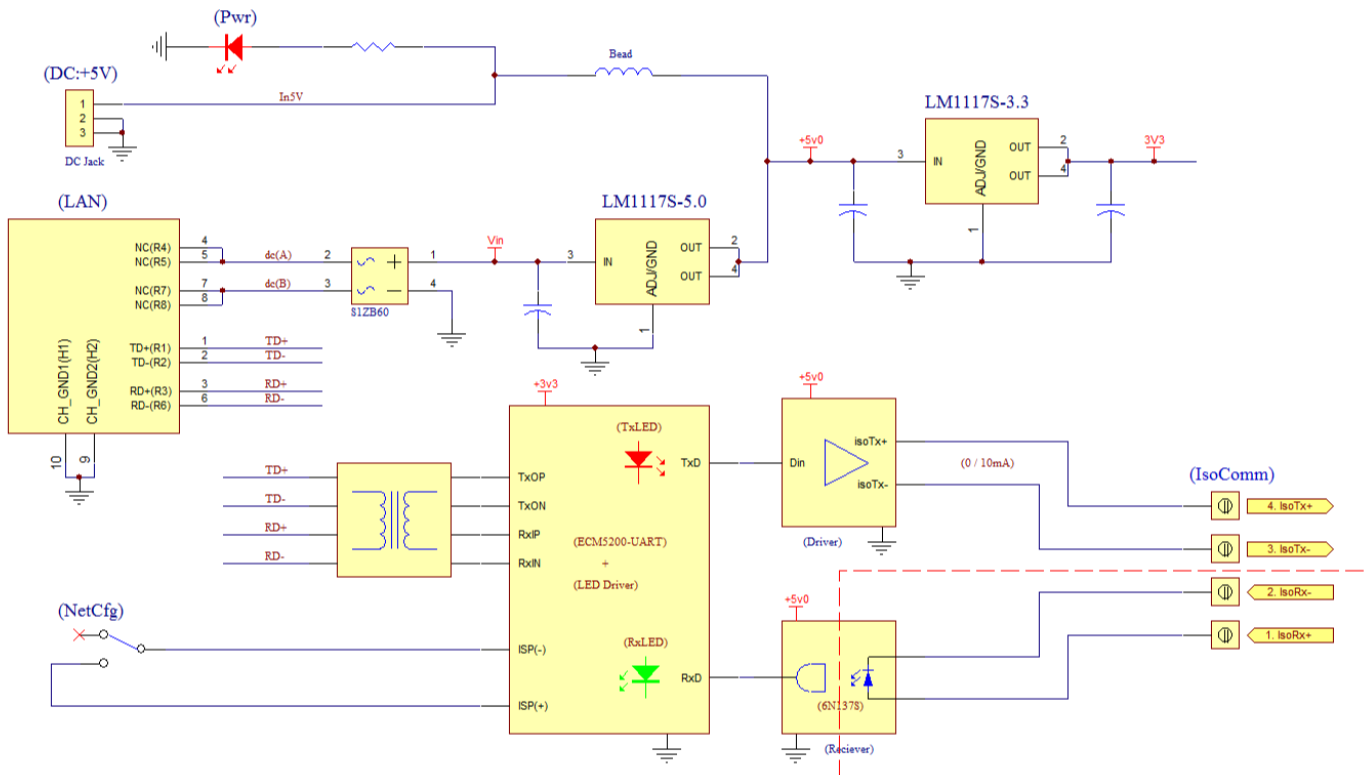 (Pwr)
(DC:+5V)
1
2
3
DC Jack
In5V
Bead
LM1117S-3.3
+5v0
3
IN
ADJ/GND
OUT
OUT
2
4
1
3V3
(LAN)
NC(R4)
NC(R5)
NC(R7)
NC(R8)
TD+(R1)
TD-(R2)
RD+(R3)
RD-(R6)
CH_GND1(H1)
CH_GND2(H2)
4
5
7
8
1
2
3
6
10
9
dc(A)
dc(B)
TD+
TD-
RD+
RD-
2
3
+
−
1
4
S1ZB60
Vin
LM1117S-5.0
3
IN
ADJ/GND
OUT
OUT
2
4
1
TD+
TD-
RD+
RD-
+3v3
TxOP
TxON
RxIP
RxIN
ISP(-)
ISP(+)
(TxLED)
TxD
(ECM5200-UART)
+
(LED Driver)
(RxLED)
RxD
(NetCfg)
+5v0
Din
isoTx+
isoTx-
(Driver)
(0 / 10mA)
(IsoComm)
4. IsoTx+
3. IsoTx-
2. IsoRx-
1. IsoRx+
+5v0
(6N137S)
(Reciever)